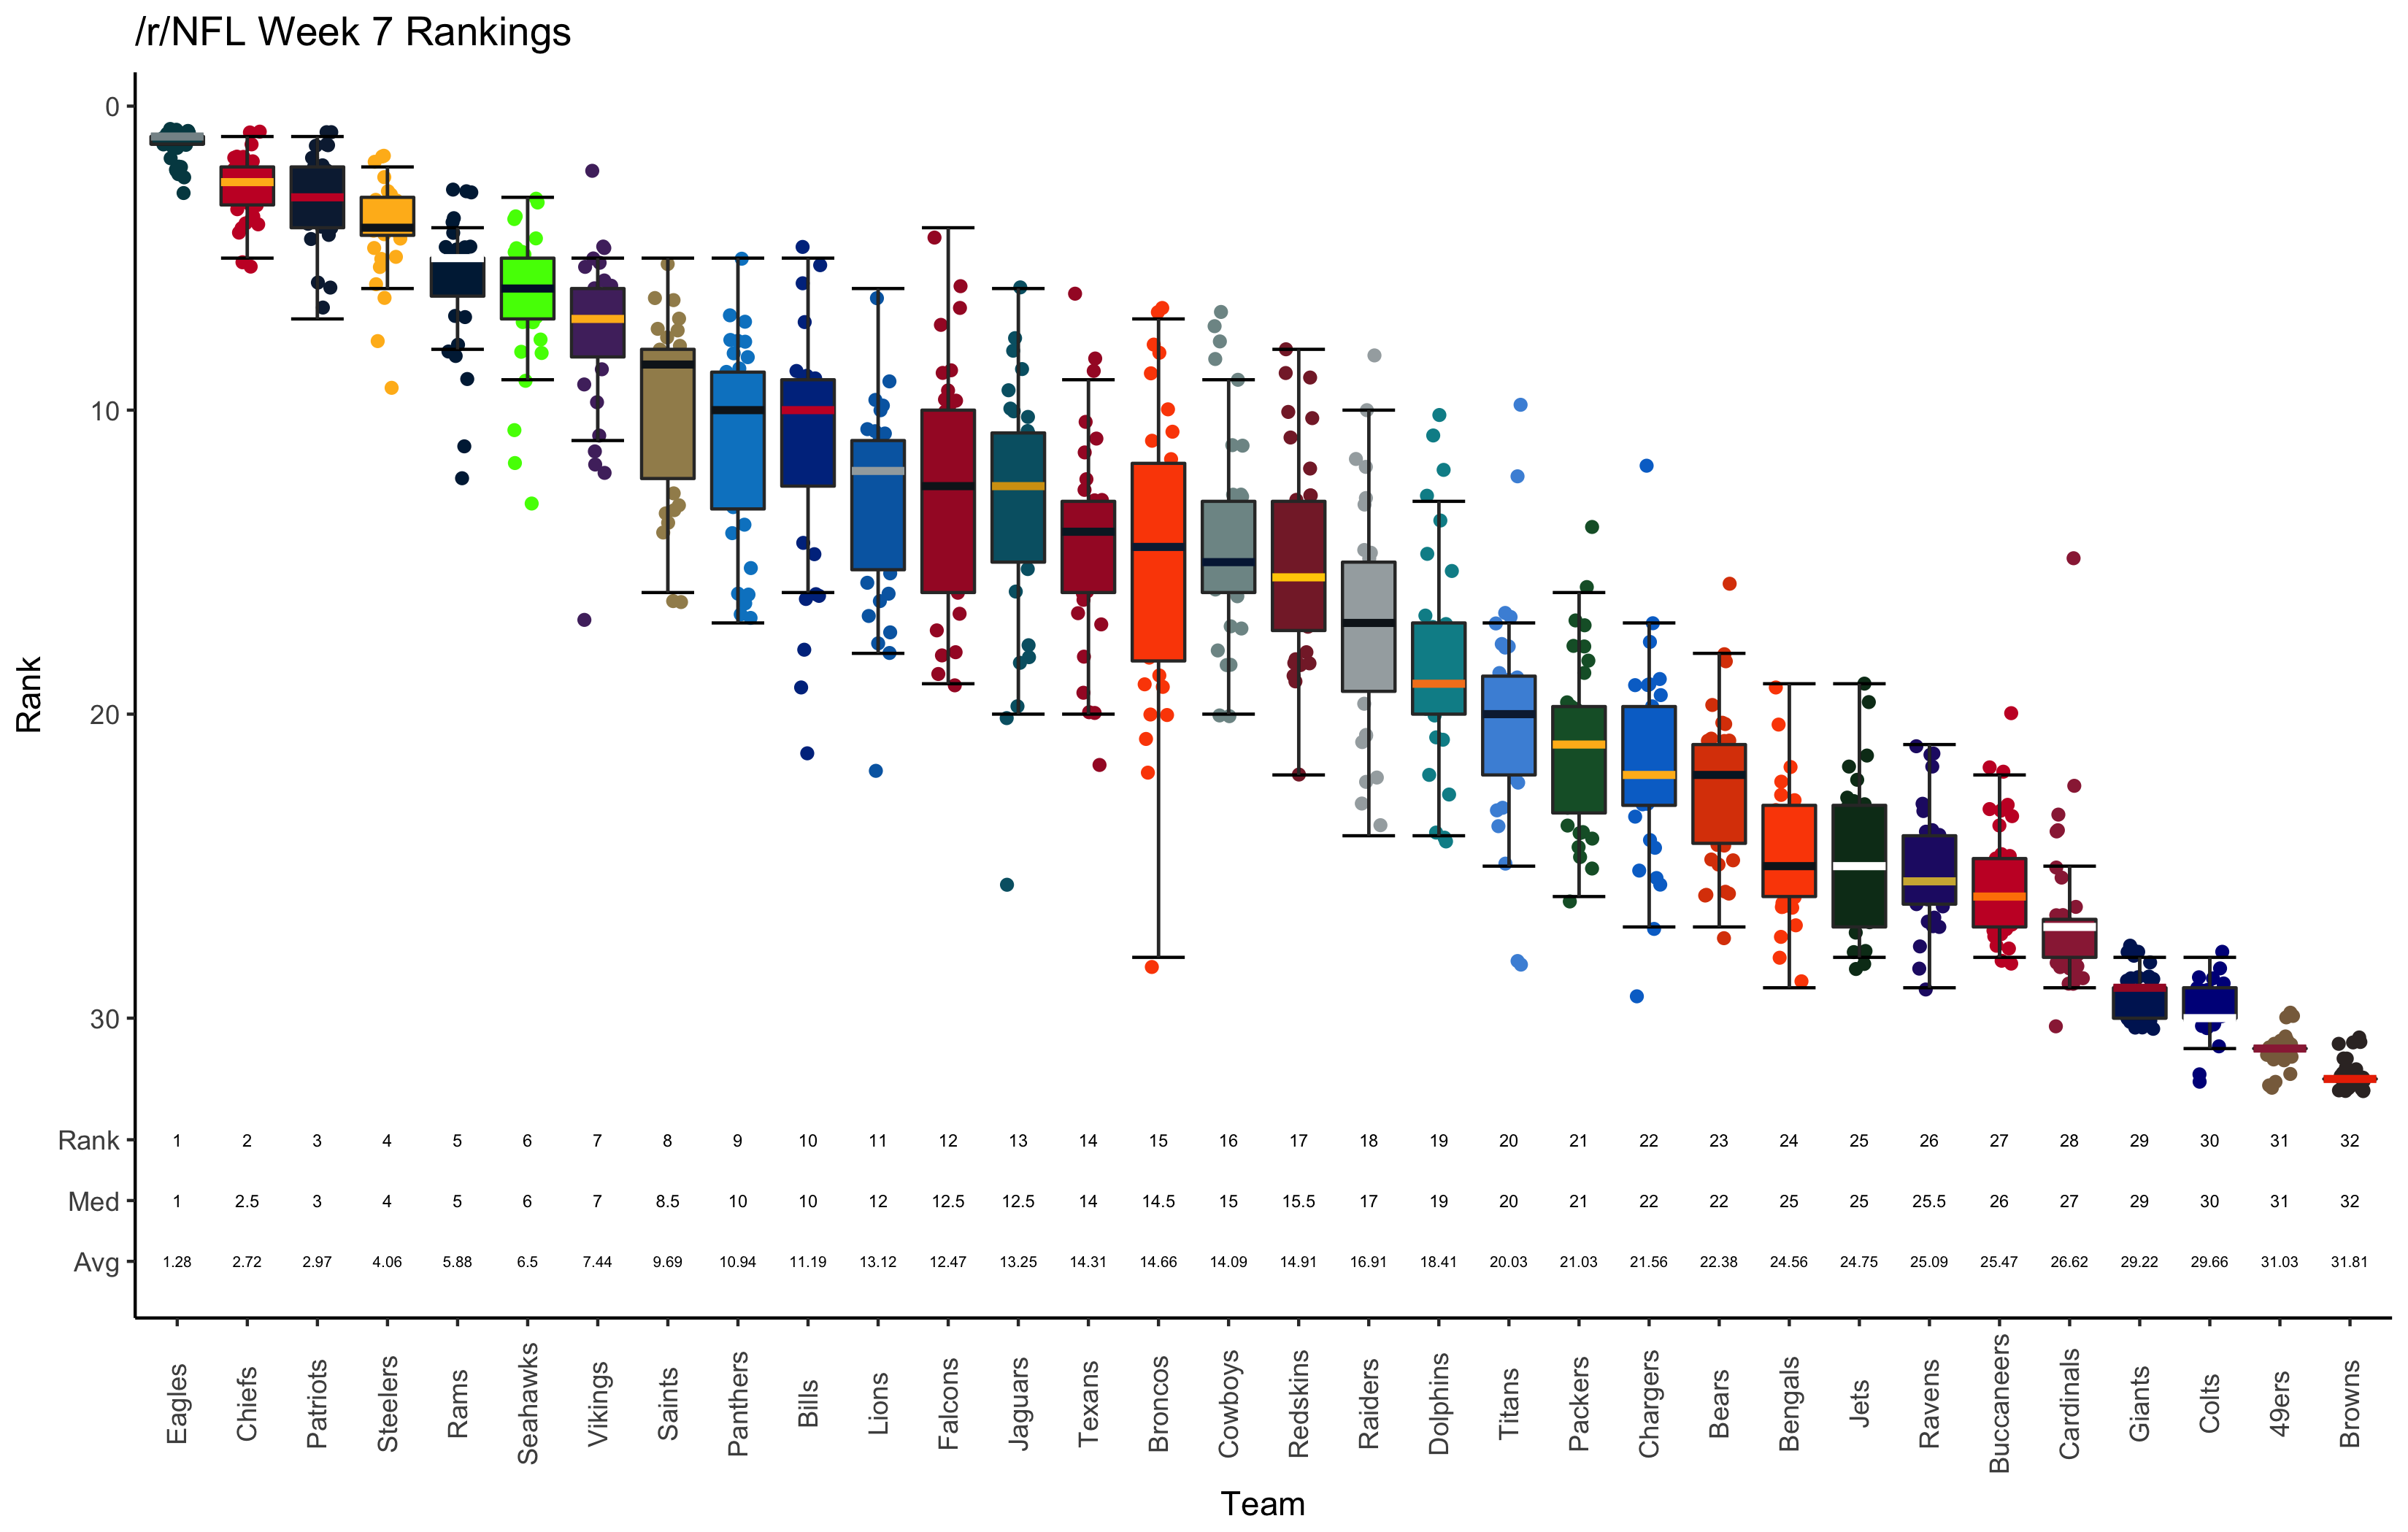 /r/NFL Week 7 Rankings
0
10
20
30
Rank
Rank 1 2 3 4 5 6 7 8 9 10 11 12 13 14 15 16 17 18 19 20 21 22 23 24 25 26 27 28 29 30 31 32
Med 1 2.5 3 4 5 6 7 8.5 10 10 12 12.5 12.5 14 14.5 15 15.5 17 19 20 21 22 22 25 25 25.5 26 27 29 30 31 32
Avg 1.28 2.72 2.97 4.06 5.88 6.5 7.44 9.69 10.94 11.19 13.12 12.47 13.25 14.31 14.66 14.09 14.91 16.91 18.41 20.03 21.03 21.56 22.38 24.56 24.75 25.09 25.47 26.62 29.22 29.66 31.03 31.81
Eagles Chiefs Patriots Steelers Rams Seahawks Vikings Saints Panthers Bills Lions Falcons Jaguars Texans Broncos Cowboys Redskins Raiders Dolphins Titans Packers Chargers Bears Bengals Jets Ravens Buccaneers Cardinals Giants Colts 49ers Browns
Team